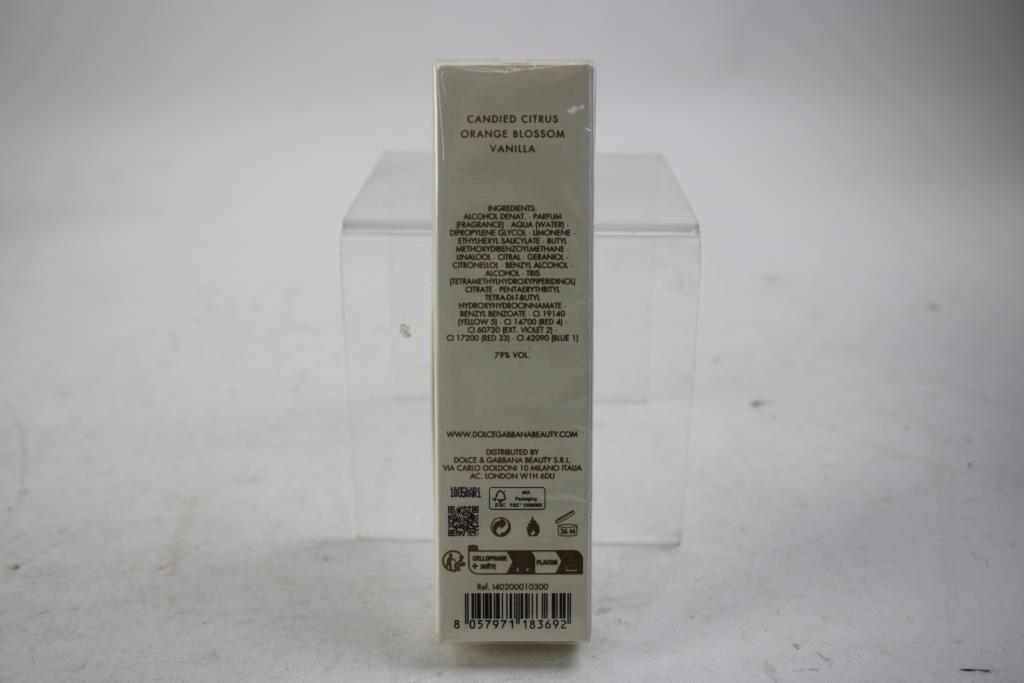 CANDIED CITRUS
ORANGE BLOSSOM
VANILLA
INGREDIENTS:
ALCOHOL DENAT. · PARFUM
(FRAGRANCE) · AQUA (WATER) ·
DIPROPYLENE GLYCOL · LIMONENE ·
ETHYLHEXYL SALICYLATE · BUTYL
METHOXYDIBENZOYLMETHANE ·
LINALOOL · CITRAL · GERANIOL ·
CITRONELLOL · BENZYL ALCOHOL ·
ALCOHOL · TRIS
(TETRAMETHYLHYDROXYPIPERIDINOL)
CITRATE · PENTAERYTHRITYL
TETRA-DI-T-BUTYL
HYDROXYHYDROCINNAMATE ·
BENZYL BENZOATE · CI 19140
(YELLOW 5) · CI 14700 (RED 4) ·
CI 60730 (EXT. VIOLET 2) ·
CI 17200 (RED 33) · CI 42090 (BLUE 1)
79% VOL.
WWW.DOLCEGABBANABEAUTY.COM
DISTRIBUTED BY
DOLCE & GABBANA BEAUTY S.R.L.
VIA CARLO GOLDONI 10 MILANO ITALIA
AC. LONDON W1H 6DU
MIX
Packaging
FSC
36 M
CELLOPHANE
+ BOÎTE
FLACON
Ref. I40200010300
8 057971 183692